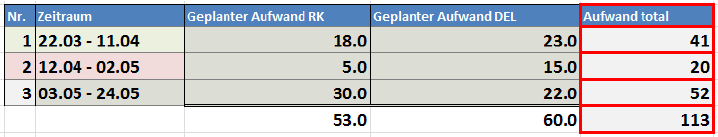 Nr. Zeitraum Geplanter Aufwand RK Geplanter Aufwand DEL Aufwand total
1 22.03 - 11.04 18.0 23.0 41
2 12.04 - 02.05 5.0 15.0 20
3 03.05 - 24.05 30.0 22.0 52
53.0 60.0 113